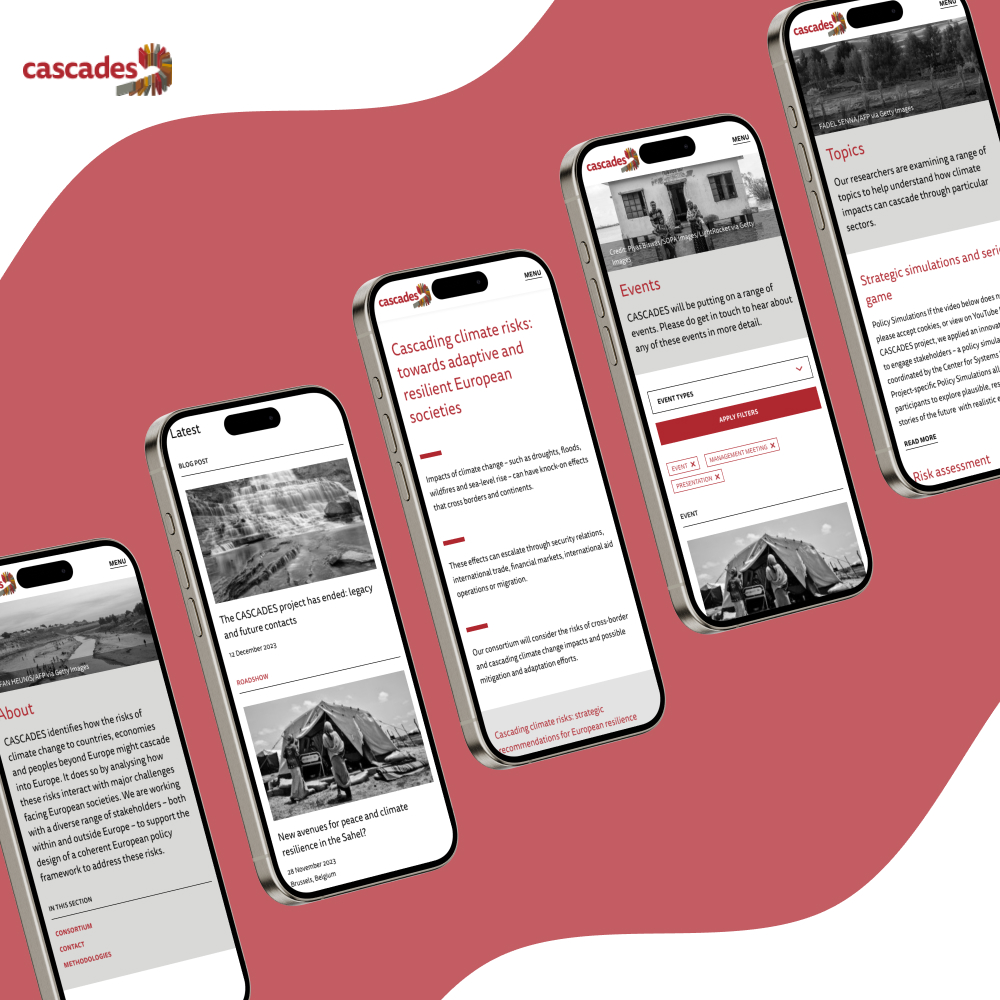 cascades
MENU
FAN HEUNIS/AFP via Getty Images
About
CASCADES identifies how the risks of
climate change to countries, economies
and peoples beyond Europe might cascade
into Europe. It does so by analysing how
these risks interact with major challenges
facing European societies. We are working
with a diverse range of stakeholders – both
within and outside Europe – to support the
design of a coherent European policy
framework to address these risks.
IN THIS SECTION
CONSORTIUM
CONTACT
METHODOLOGIES
Latest
BLOG POST
The CASCADES project has ended: legacy
and future contacts
12 December 2023
ROADSHOW
New avenues for peace and climate
resilience in the Sahel?
28 November 2023
Brussels, Belgium
cascades
MENU
Cascading climate risks:
towards adaptive and
resilient European
societies
Impacts of climate change – such as droughts, floods,
wildfires and sea-level rise – can have knock-on effects
that cross borders and continents.
These effects can escalate through security relations,
international trade, financial markets, international aid
operations or migration.
Our consortium will consider the risks of cross-border
and cascading climate change impacts and possible
mitigation and adaptation efforts.
Cascading climate risks: strategic
recommendations for European resilience
cascades
MENU
Credit: Piyas Biswas/SOPA Images/LightRocket via Getty
Images
Events
CASCADES will be putting on a range of
events. Please do get in touch to hear about
any of these events in more detail.
EVENT TYPES
APPLY FILTERS
EVENT X
MANAGEMENT MEETING X
PRESENTATION X
EVENT
cascades
MENU
FADEL SENNA/AFP via Getty Images
Topics
Our researchers are examining a range of
topics to help understand how climate
impacts can cascade through particular
sectors.
Strategic simulations and seri
game
Policy Simulations If the video below does n
please accept cookies, or view on YouTube
CASCADES project, we applied an innovat
to engage stakeholders – a policy simula
coordinated by the Center for Systems
Project-specific Policy Simulations all
participants to explore plausible, res
stories of the future with realistic e
READ MORE
Risk assessment